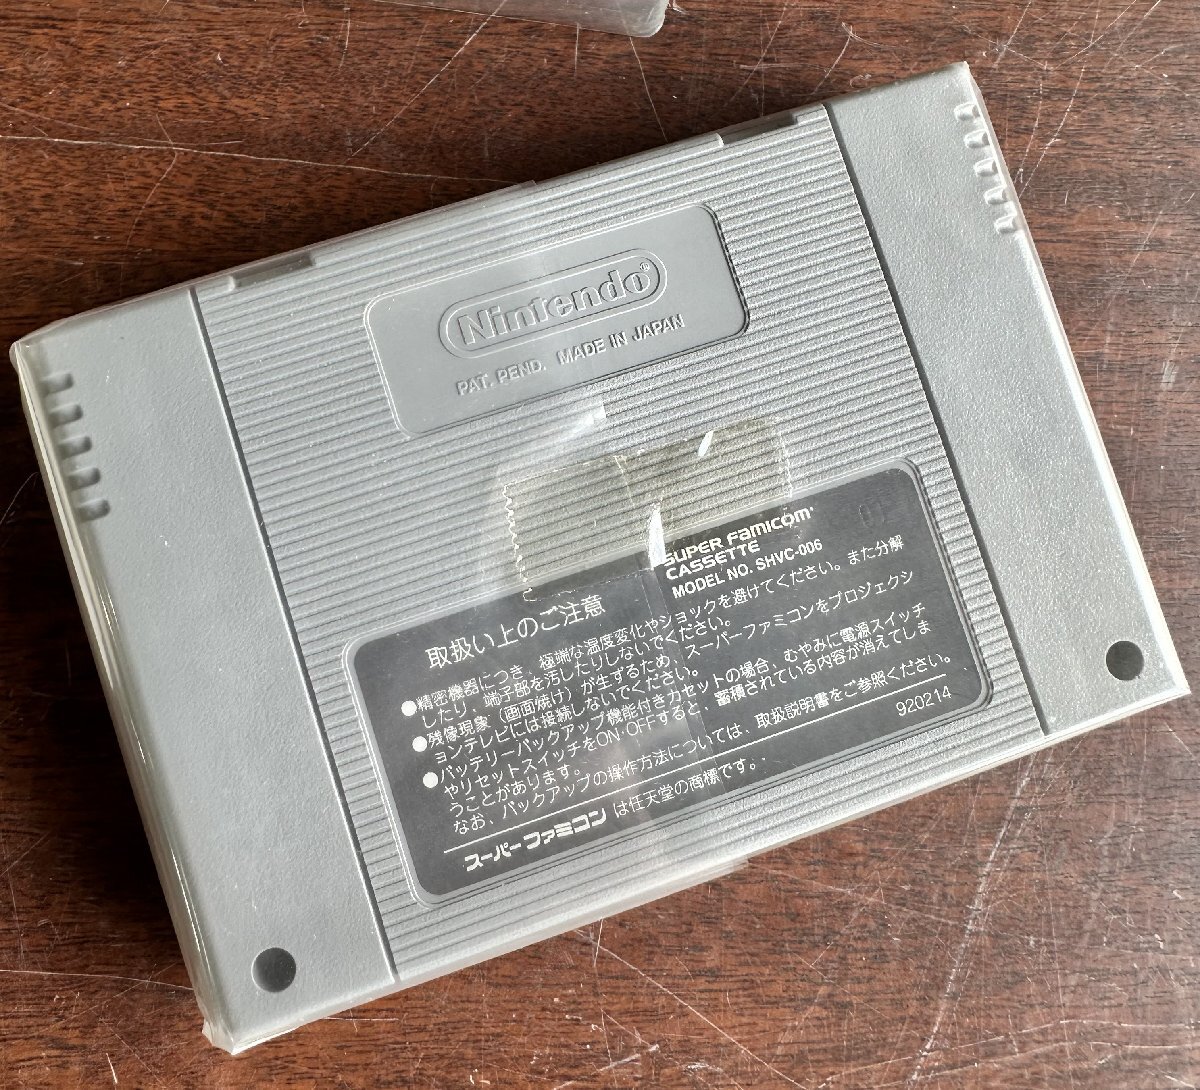 Nintendo®
PAT. PEND. MADE IN JAPAN
01
SUPER FAMICOM
CASSETTE
MODEL NO. SHVC-006
取扱い上のご注意
●精密機器につき、極端な温度変化やショックを避けてください。また分解
したり、端子部を汚したりしないでください。
●残像現象(画面焼け)が生ずるため、スーパーファミコンをプロジェクシ
ョンテレビには接続しないでください。
●バッテリーバックアップ機能付きカセットの場合、むやみに電源スイッチ
やリセットスイッチをON・OFFすると、蓄積されている内容が消えてしま
うことがあります。
なお、バックアップの操作方法については、取扱説明書をご参照ください。
920214
スーパーファミコンは任天堂の商標です。